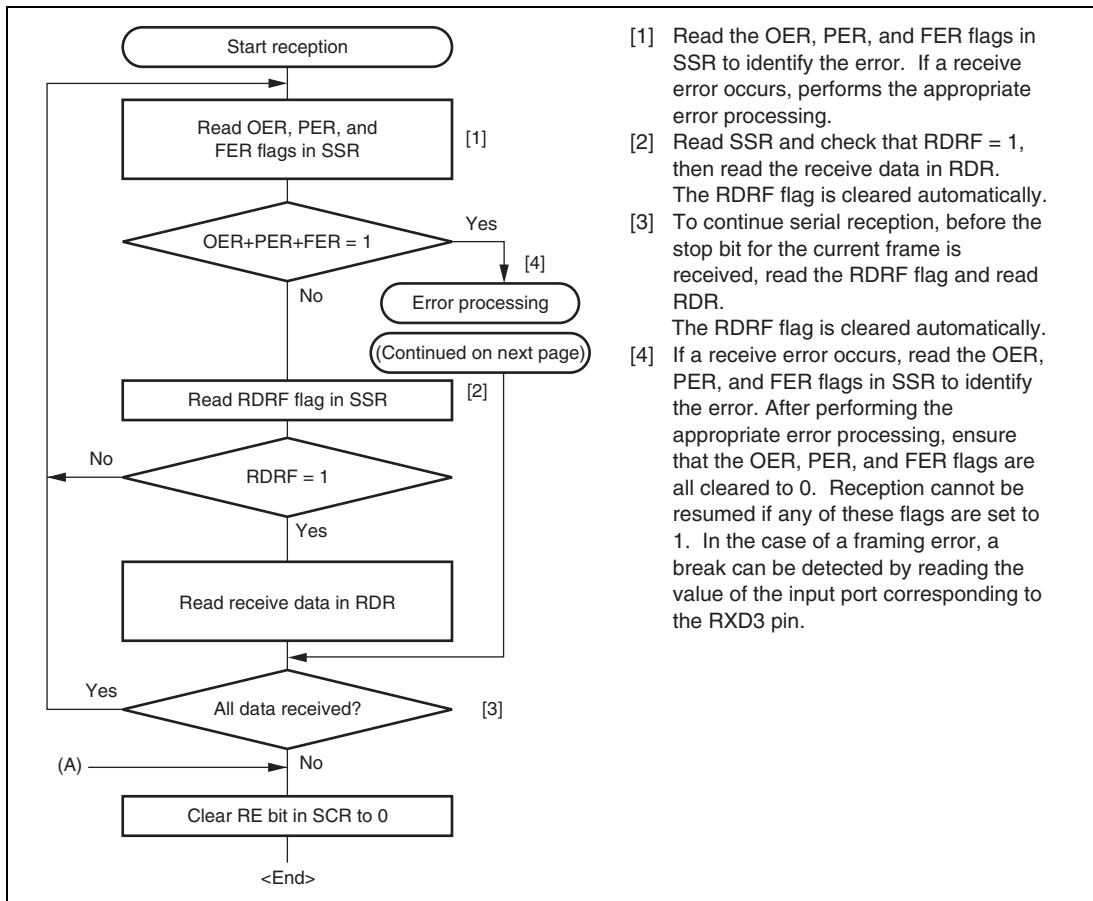 Start reception
Read OER, PER, and
FER flags in SSR
[1]
OER+PER+FER = 1
Yes
[4]
No
Error processing
(Continued on next page)
Read RDRF flag in SSR
[2]
No
RDRF = 1
Yes
Read receive data in RDR
Yes
All data received?
[3]
(A)
No
Clear RE bit in SCR to 0
<End>
[1] Read the OER, PER, and FER flags in
SSR to identify the error. If a receive
error occurs, performs the appropriate
error processing.
[2] Read SSR and check that RDRF = 1,
then read the receive data in RDR.
The RDRF flag is cleared automatically.
[3] To continue serial reception, before the
stop bit for the current frame is
received, read the RDRF flag and read
RDR.
The RDRF flag is cleared automatically.
[4] If a receive error occurs, read the OER,
PER, and FER flags in SSR to identify
the error. After performing the
appropriate error processing, ensure
that the OER, PER, and FER flags are
all cleared to 0. Reception cannot be
resumed if any of these flags are set to
1. In the case of a framing error, a
break can be detected by reading the
value of the input port corresponding to
the RXD3 pin.